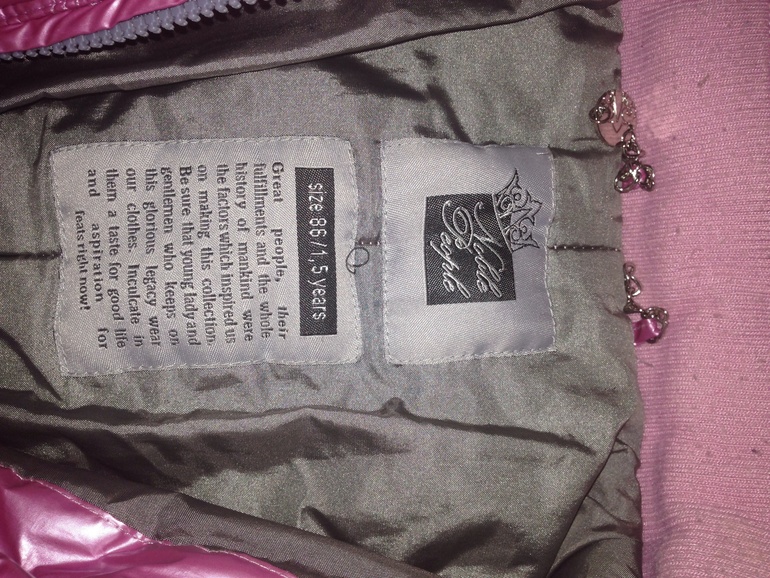 Noble
People
size 86/1,5 years
Great people, their
fulfillments and the whole
history of mankind were
the factors which inspired us
on making this collection.
Be sure that young lady and
gentlemen who keeps on
this glorious legacy wear
our clothes. Inculcate in
them a taste for good life
and aspiration for
feats right now!